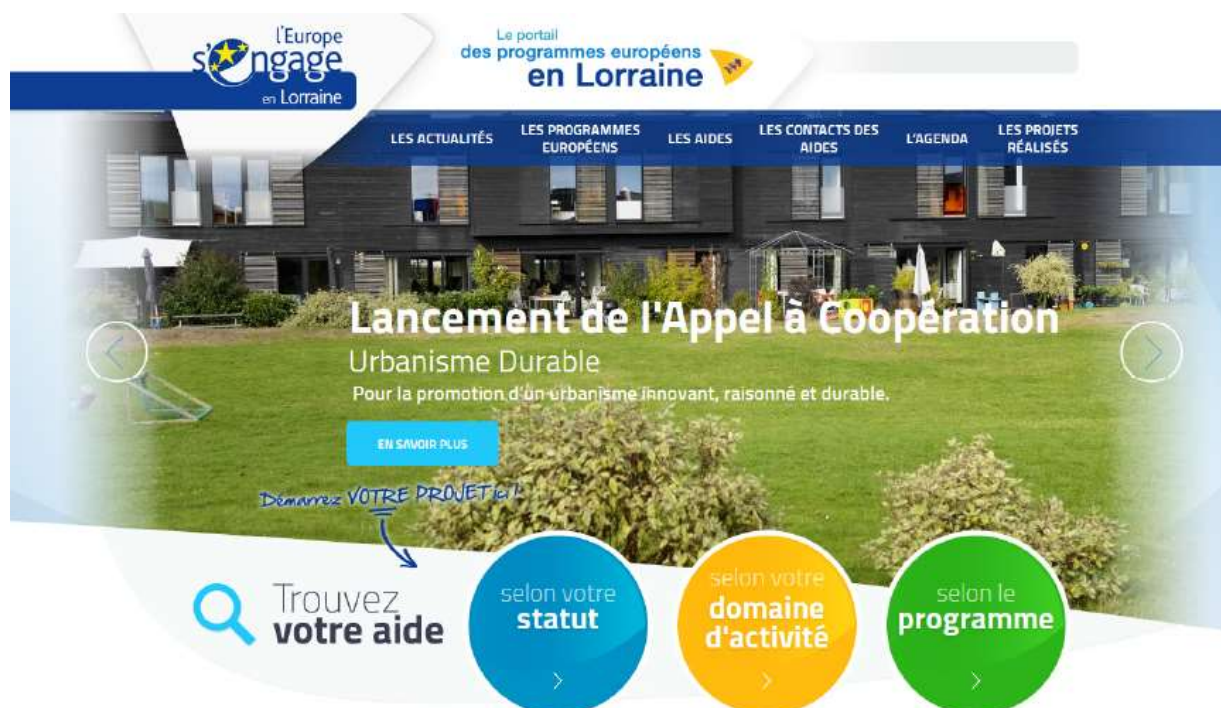 l'Europe
s'engage
en Lorraine
Le portail
des programmes européens
en Lorraine
LES ACTUALITÉS
LES PROGRAMMES
EUROPÉENS
LES AIDES
LES CONTACTS DES
AIDES
L'AGENDA
LES PROJETS
RÉALISÉS
Lancement de l'Appel à Coopération
Urbanisme Durable
Pour la promotion d'un urbanisme innovant, raisonné et durable.
EN SAVOIR PLUS
Démarrez VOTRE PROJET ici !
Trouvez
votre aide
selon votre
statut
selon votre
domaine
d'activité
selon le
programme